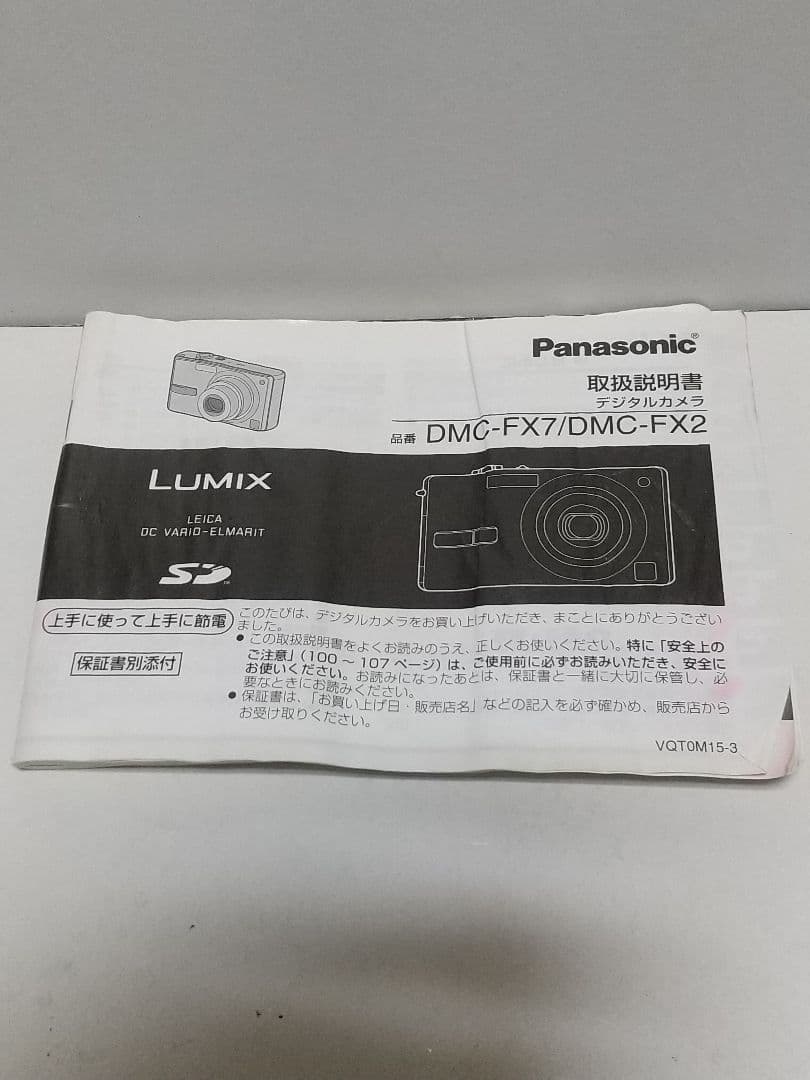 Panasonic®
取扱説明書
デジタルカメラ
品番 DMC-FX7/DMC-FX2
LUMIX
LEICA
DC VARIO-ELMARIT
SD™
上手に使って上手に節電
保証書別添付
このたびは、デジタルカメラをお買い上げいただき、まことにありがとうござい
ました。
● この取扱説明書をよくお読みのうえ、正しくお使いください。特に「安全上の
ご注意」（100 ～ 107 ページ）は、ご使用前に必ずお読みいただき、安全に
お使いください。お読みになったあとは、保証書と一緒に大切に保管し、必
要なときにお読みください。
● 保証書は、「お買い上げ日・販売店名」などの記入を必ず確かめ、販売店から
お受け取りください。
VQT0M15-3